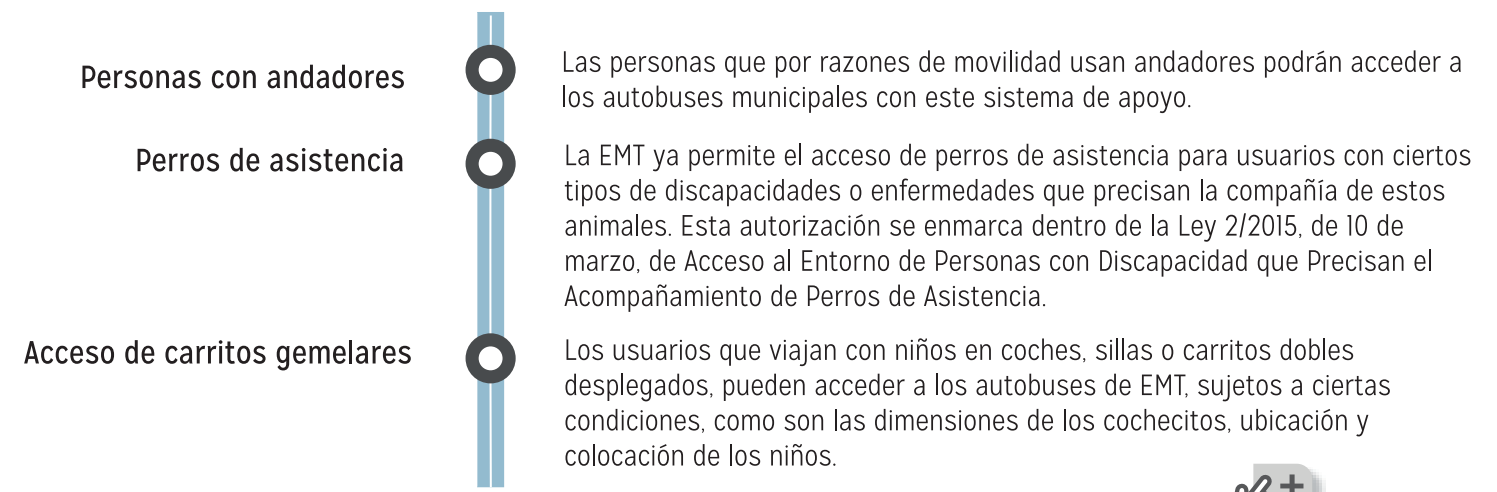 Personas con andadores
Las personas que por razones de movilidad usan andadores podrán acceder a
los autobuses municipales con este sistema de apoyo.
Perros de asistencia
La EMT ya permite el acceso de perros de asistencia para usuarios con ciertos
tipos de discapacidades o enfermedades que precisan la compañía de estos
animales. Esta autorización se enmarca dentro de la Ley 2/2015, de 10 de
marzo, de Acceso al Entorno de Personas con Discapacidad que Precisan el
Acompañamiento de Perros de Asistencia.
Acceso de carritos gemelares
Los usuarios que viajan con niños en coches, sillas o carritos dobles
desplegados, pueden acceder a los autobuses de EMT, sujetos a ciertas
condiciones, como son las dimensiones de los cochecitos, ubicación y
colocación de los niños.